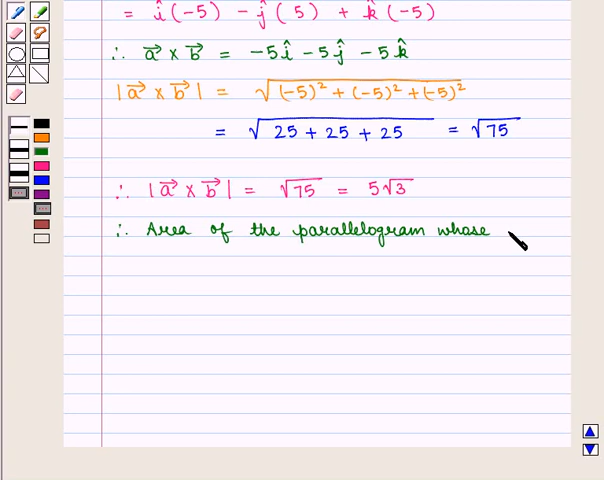 = î(-5) - ĵ(5) + k̂(-5)
∴ a⃗ × b⃗ = -5î - 5ĵ - 5k̂
|a⃗ × b⃗| = √((-5)² + (-5)² + (-5)²)
= √(25 + 25 + 25) = √75
∴ |a⃗ × b⃗| = √75 = 5√3
∴ Area of the parallelogram whose